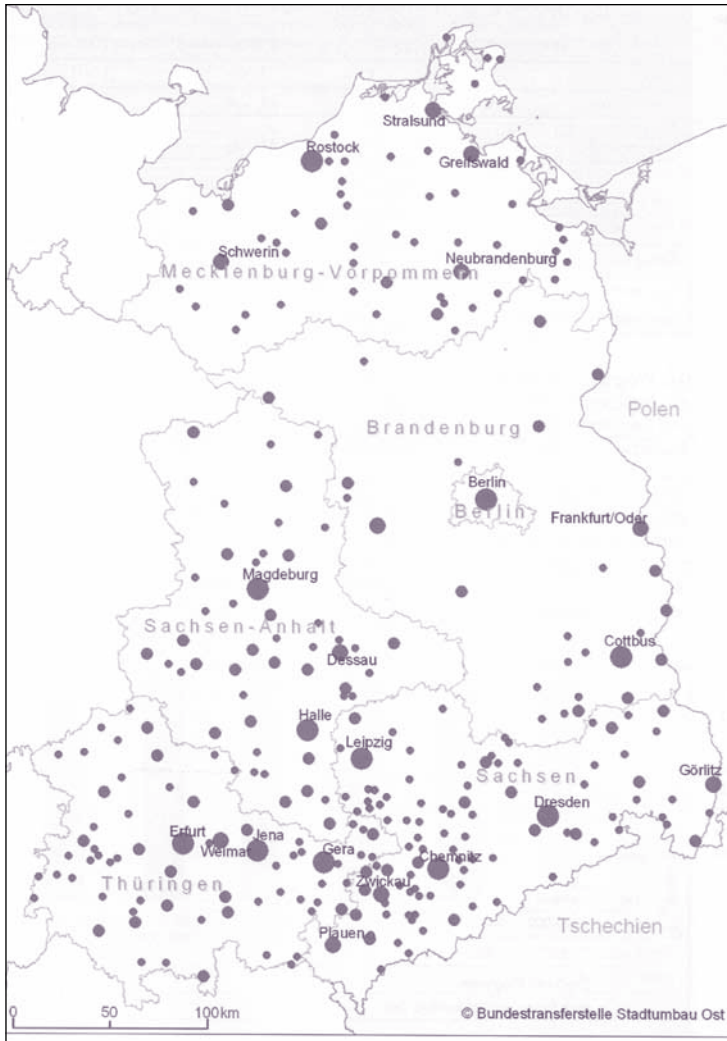 Stralsund
Rostock
Greifswald
Schwerin
Neubrandenburg
Mecklenburg-Vorpommern
Polen
Brandenburg
Berlin
Berlin
Frankfurt/Oder
Magdeburg
Sachsen-Anhalt
Cottbus
Dessau
Halle
Leipzig
Sachsen
Görlitz
Dresden
Erfurt
Weimar
Jena
Gera
Chemnitz
Zwickau
Thüringen
Tschechien
Plauen
0 50 100km
© Bundestransferstelle Stadtumbau Ost